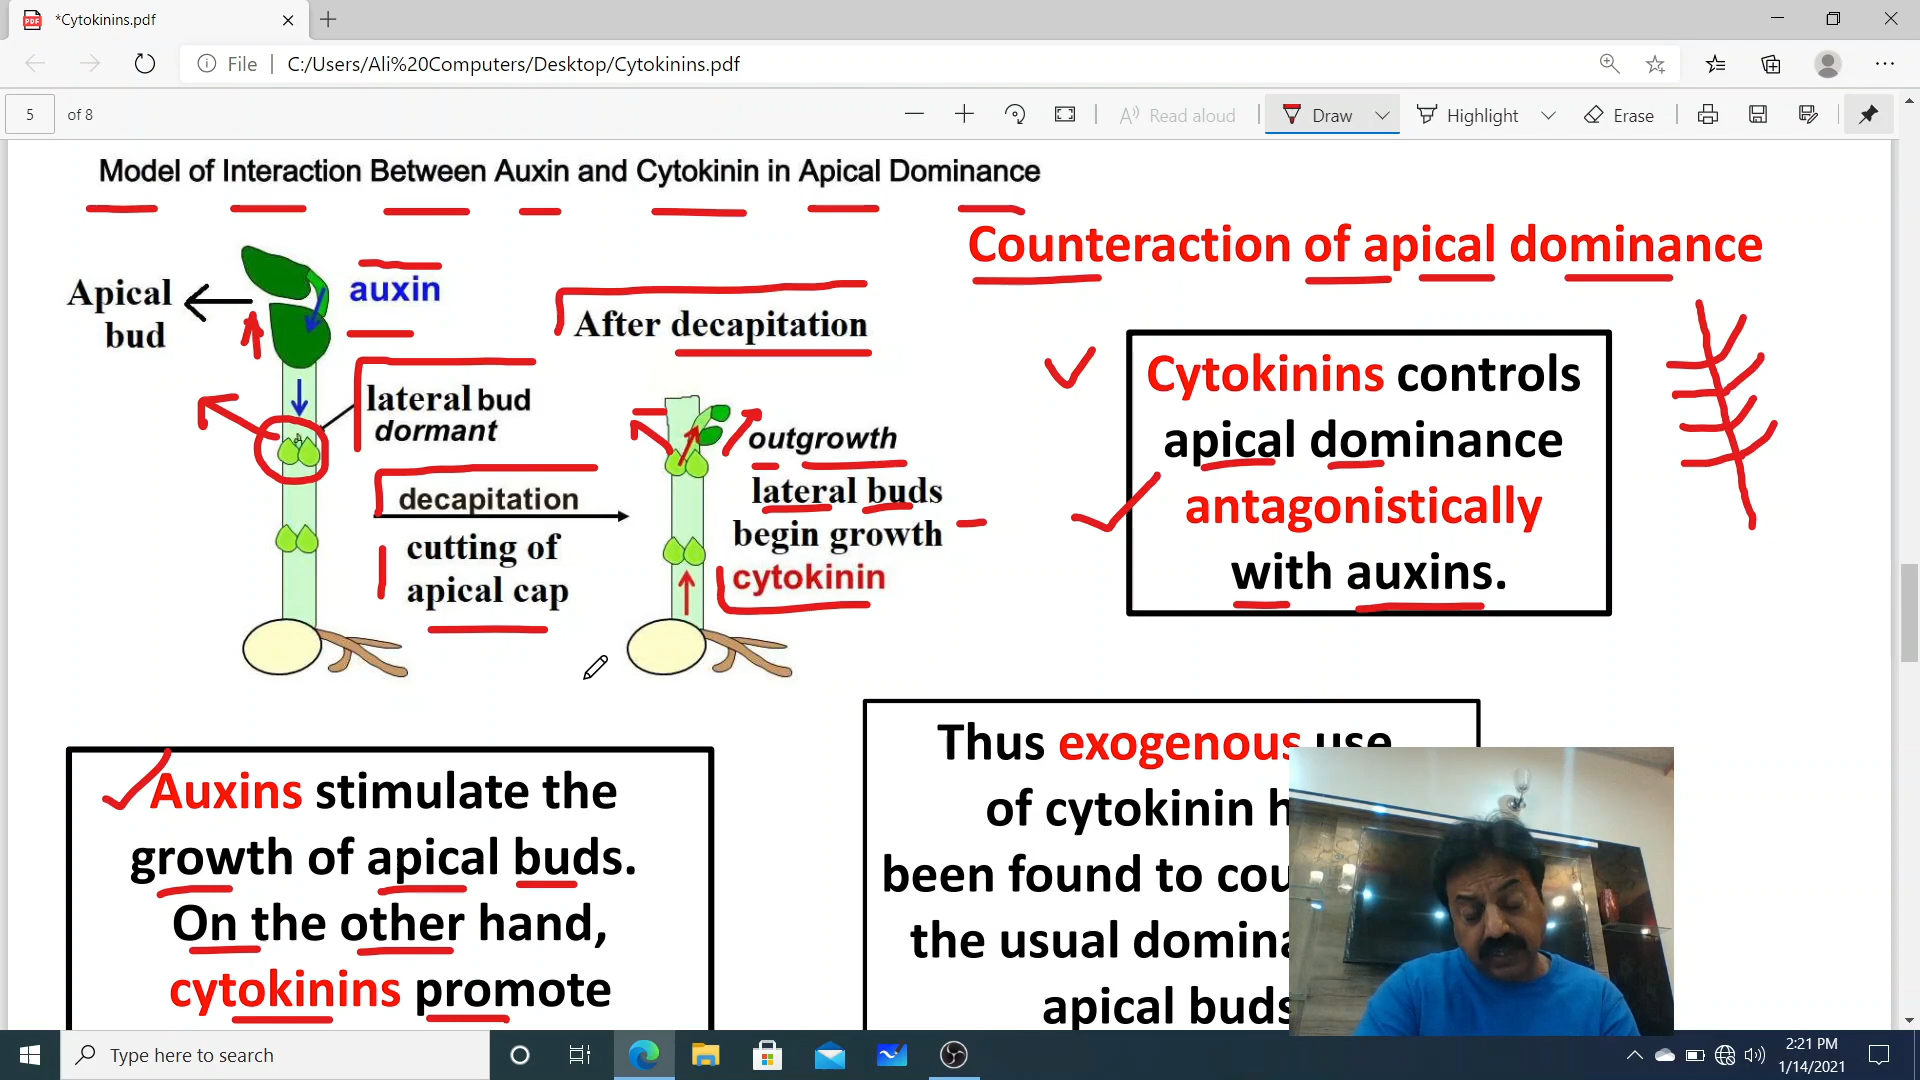 *Cytokinins.pdf
File
C:/Users/Ali%20Computers/Desktop/Cytokinins.pdf
5 of 8
Read aloud
Draw
Highlight
Erase
Model of Interaction Between Auxin and Cytokinin in Apical Dominance
Counteraction of apical dominance
Apical
bud
auxin
lateral bud
dormant
decapitation
cutting of
apical cap
After decapitation
outgrowth
lateral buds
begin growth
cytokinin
Cytokinins controls
apical dominance
antagonistically
with auxins.
Auxins stimulate the
growth of apical buds.
On the other hand,
cytokinins promote
Thus exogenous use
of cytokinin
been found to
the usual
apical buds
Type here to search
2:21 PM
1/14/2021